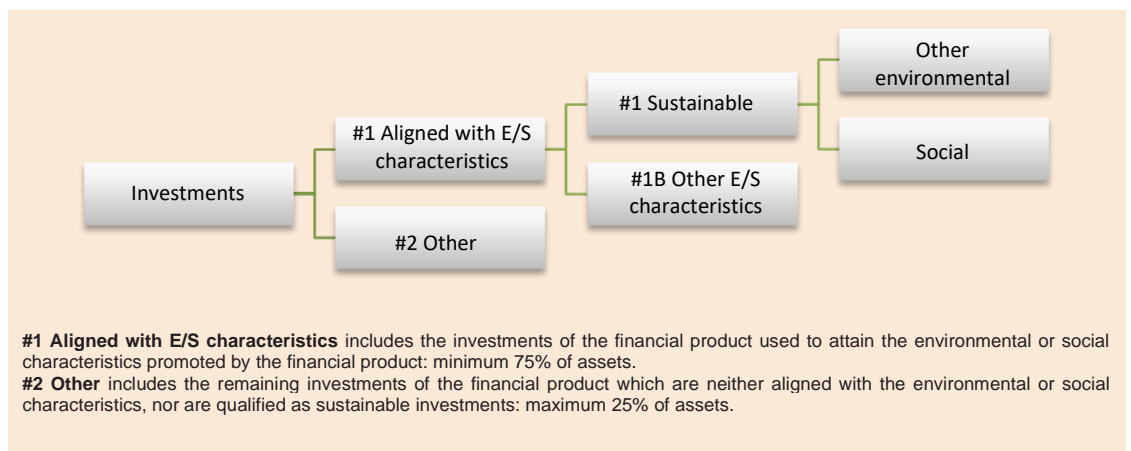 Other
environmental
#1 Sustainable
#1 Aligned with E/S
characteristics
Social
Investments
#1B Other E/S
characteristics
#2 Other
#1 Aligned with E/S characteristics includes the investments of the financial product used to attain the environmental or social
characteristics promoted by the financial product: minimum 75% of assets.
#2 Other includes the remaining investments of the financial product which are neither aligned with the environmental or social
characteristics, nor are qualified as sustainable investments: maximum 25% of assets.